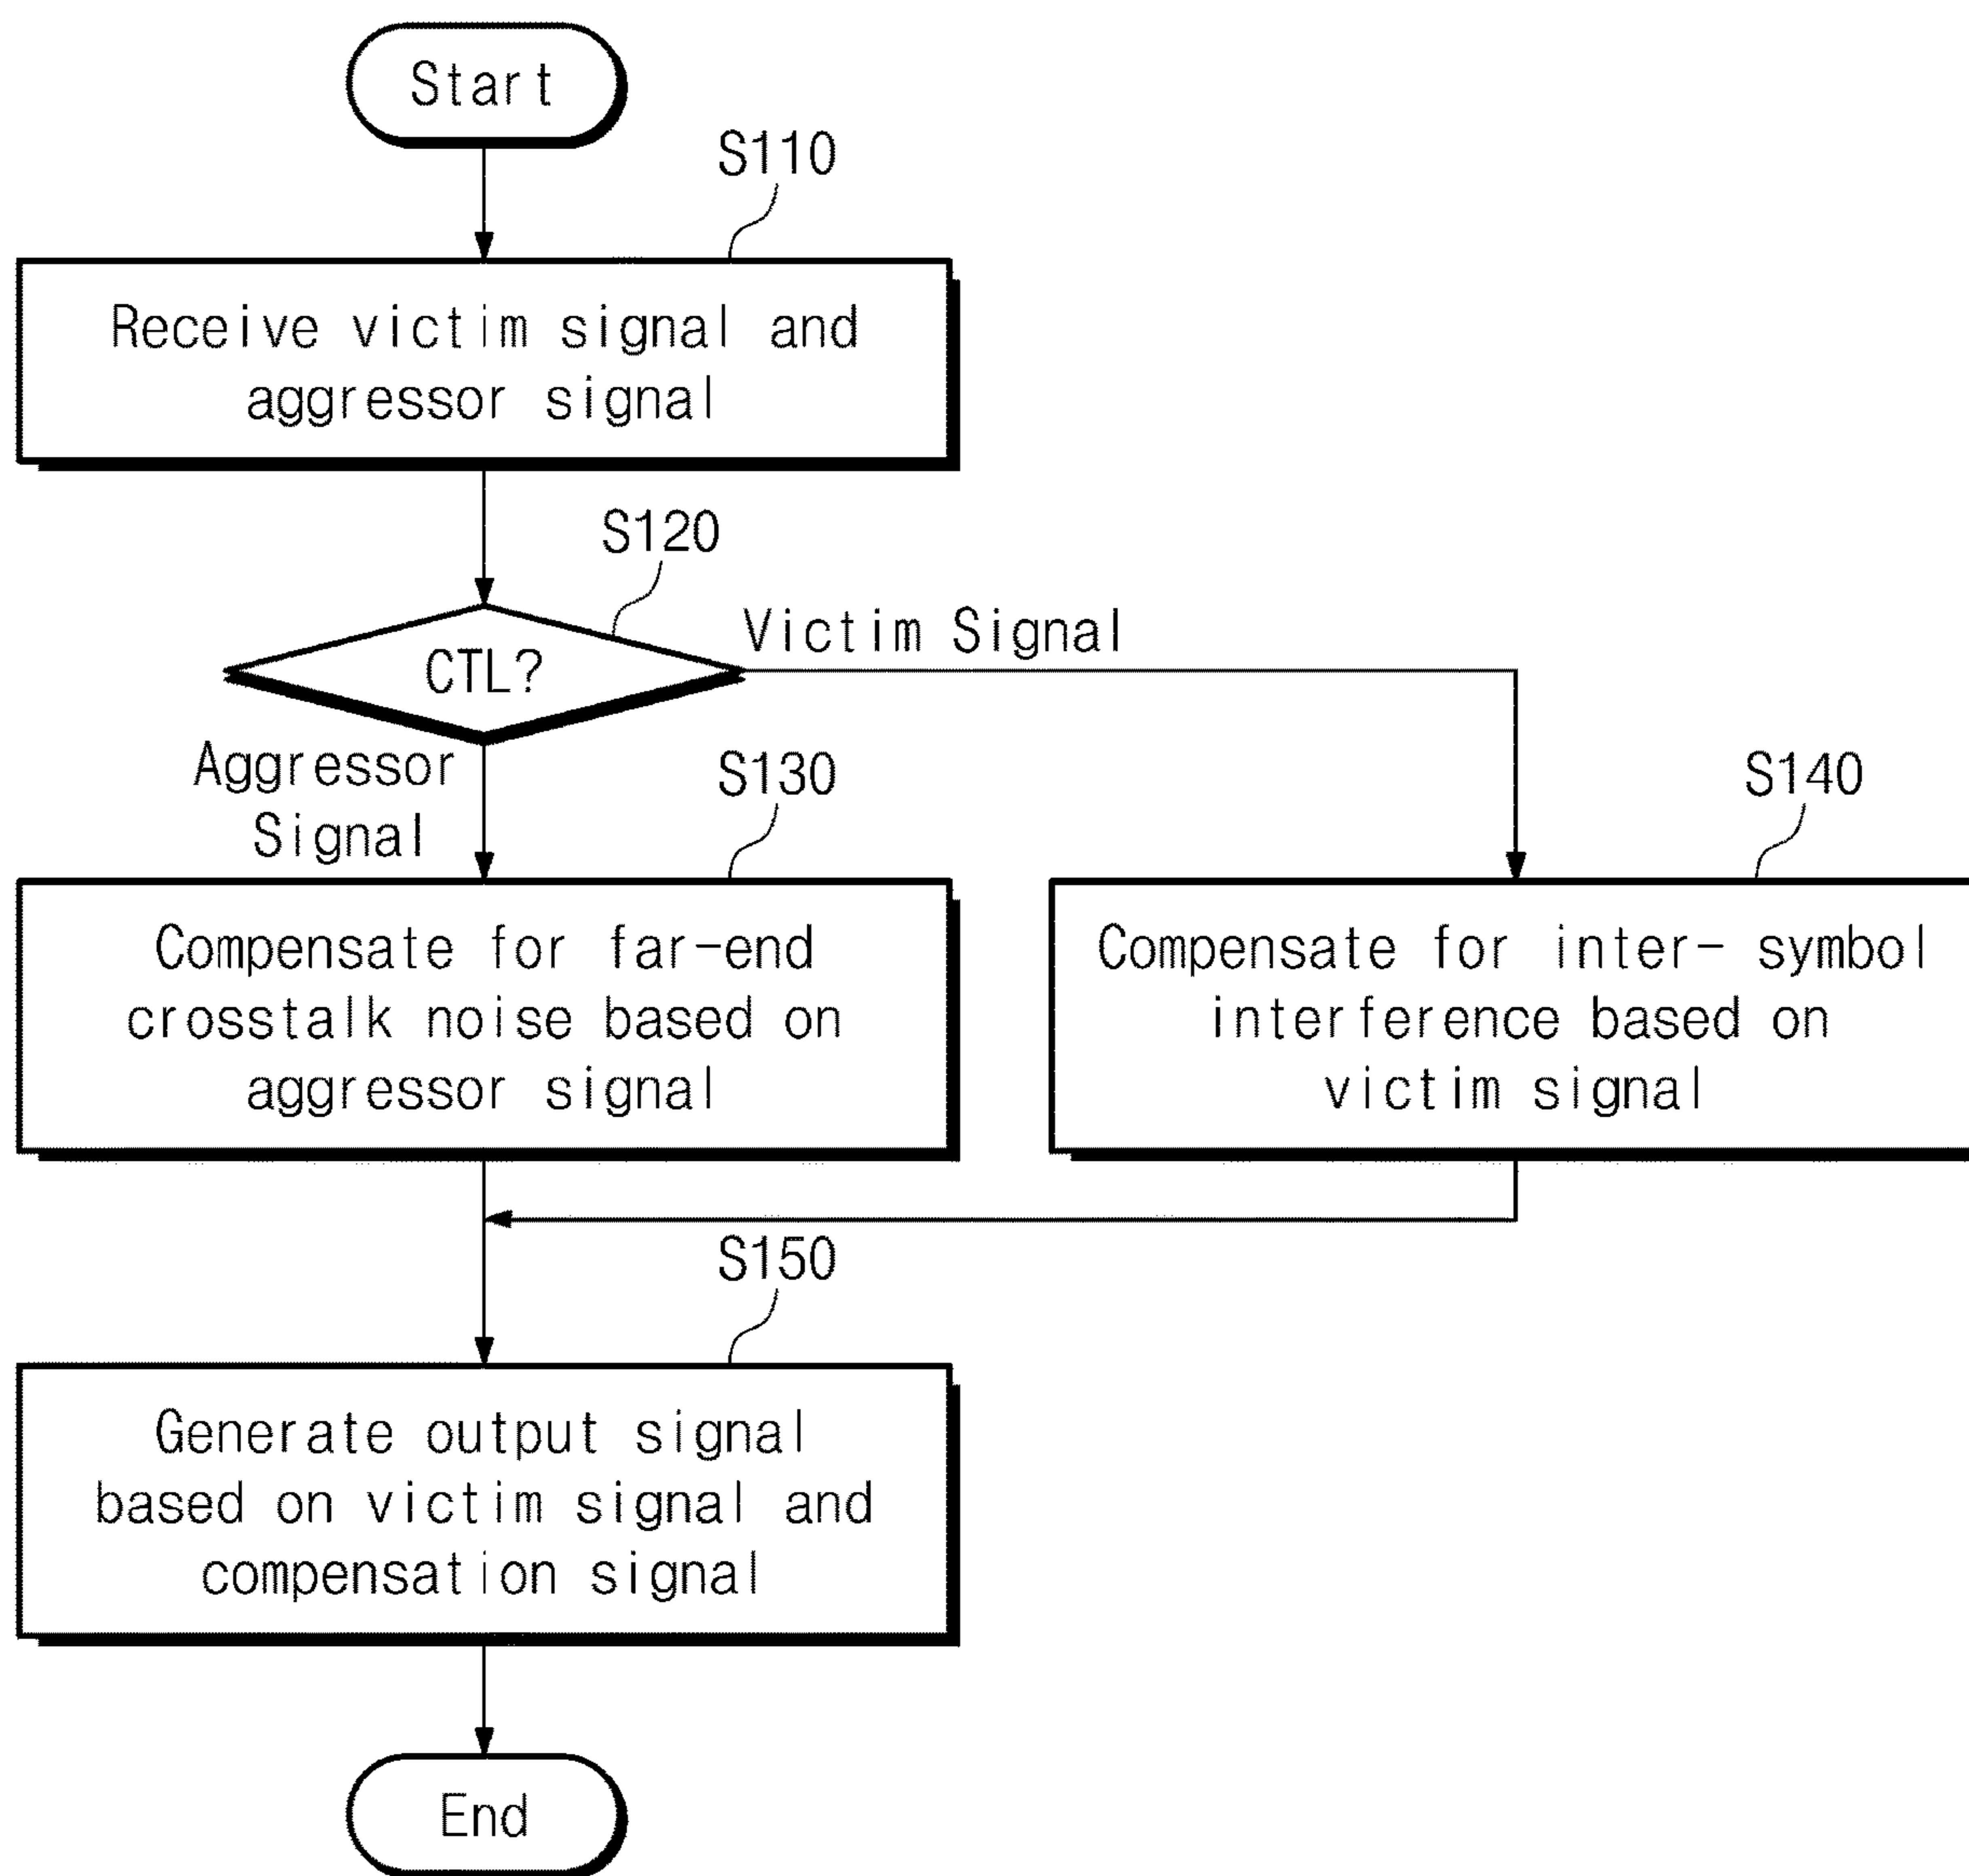 Start
S110
Receive victim signal and
aggressor signal
S120
CTL?
Victim Signal
Aggressor
Signal
S130
Compensate for far-end
crosstalk noise based on
aggressor signal
S140
Compensate for inter- symbol
interference based on
victim signal
S150
Generate output signal
based on victim signal and
compensation signal
End